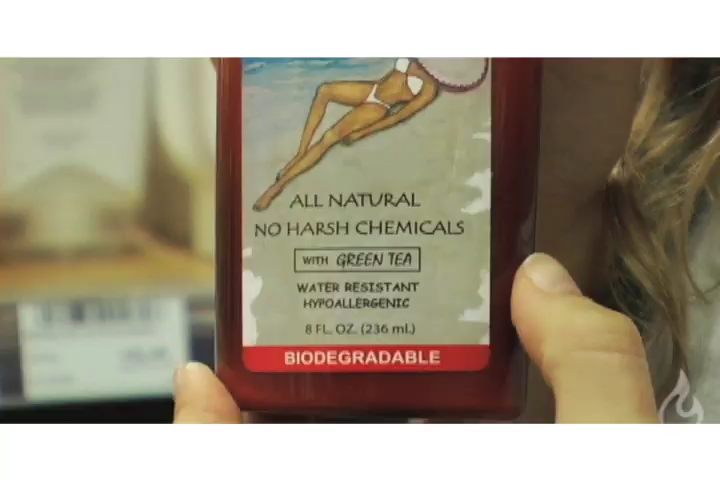 ALL NATURAL
NO HARSH CHEMICALS
WITH GREEN TEA
WATER RESISTANT
HYPOALLERGENIC
8 FL. OZ. (236 ml.)
BIODEGRADABLE